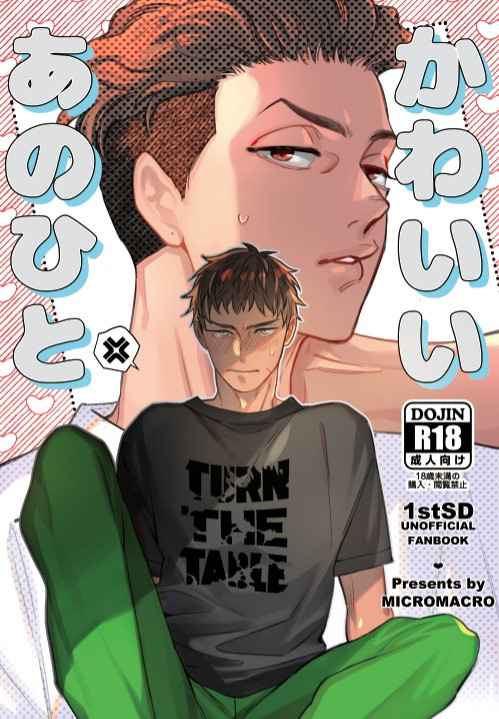 かわいい
あのひと
TURN
THE
TABLE
DOJIN
R18
成人向け
18歳未満の
購入・閲覧禁止
1stSD
UNOFFICIAL
FANBOOK
Presents by
MICROMACRO